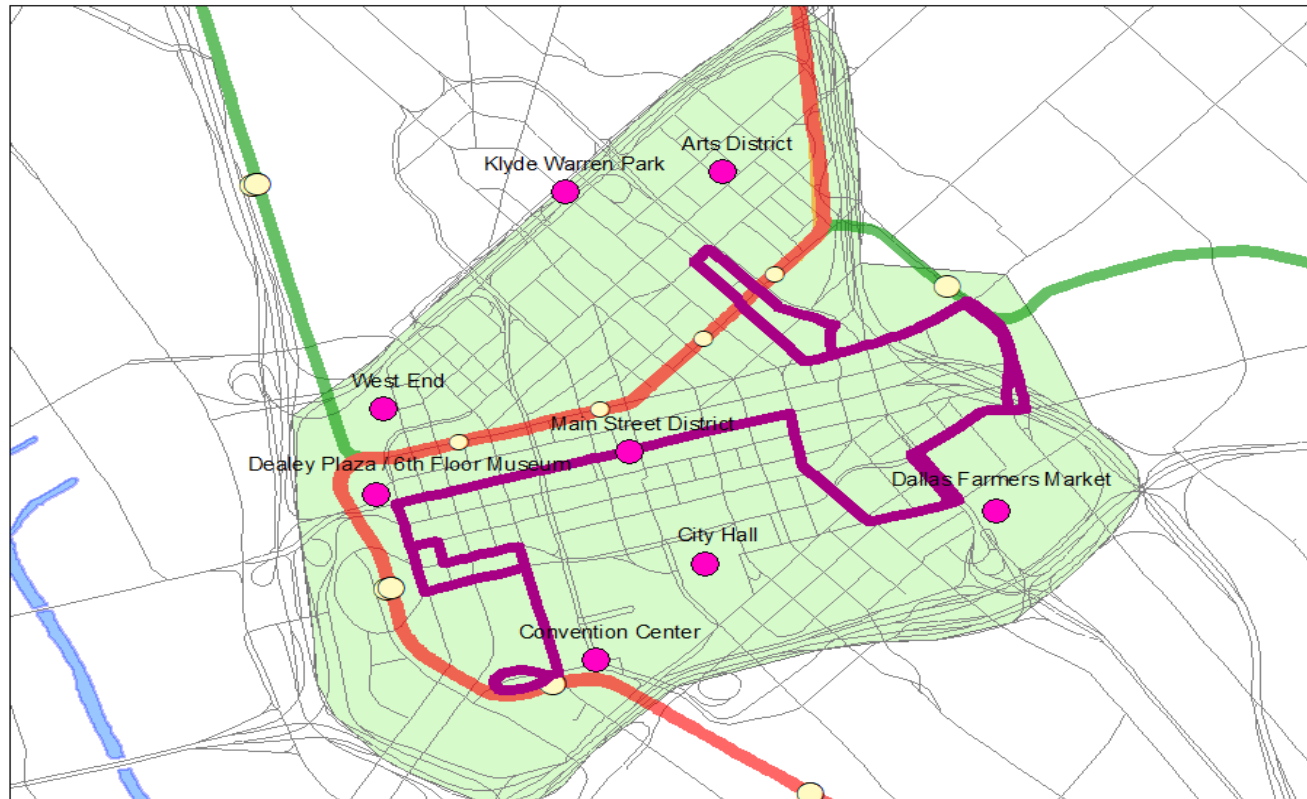 Arts District
Klyde Warren Park
West End
Main Street District
Dealey Plaza / 6th Floor Museum
Dallas Farmers Market
City Hall
Convention Center